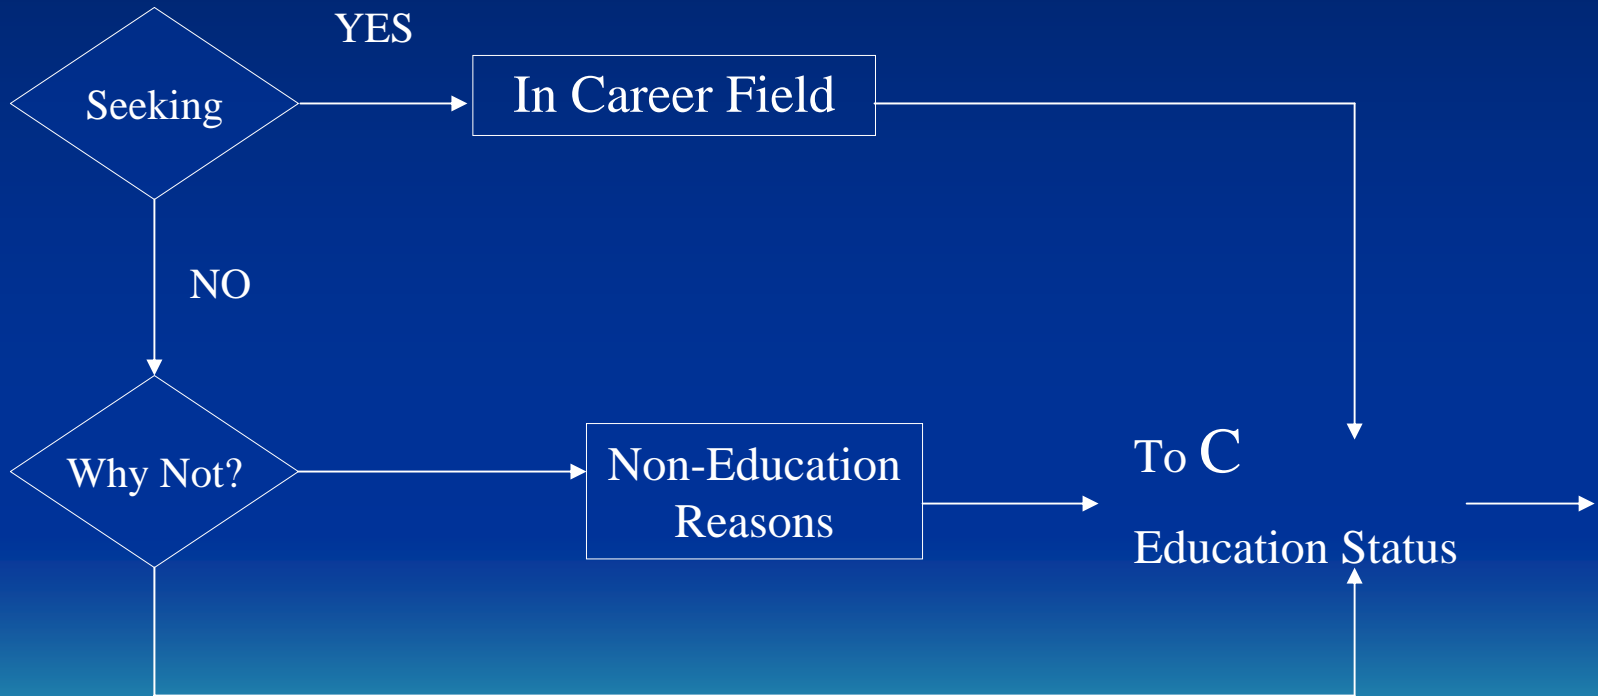 YES
Seeking
In Career Field
NO
Why Not?
Non-Education
Reasons
To C
Education Status